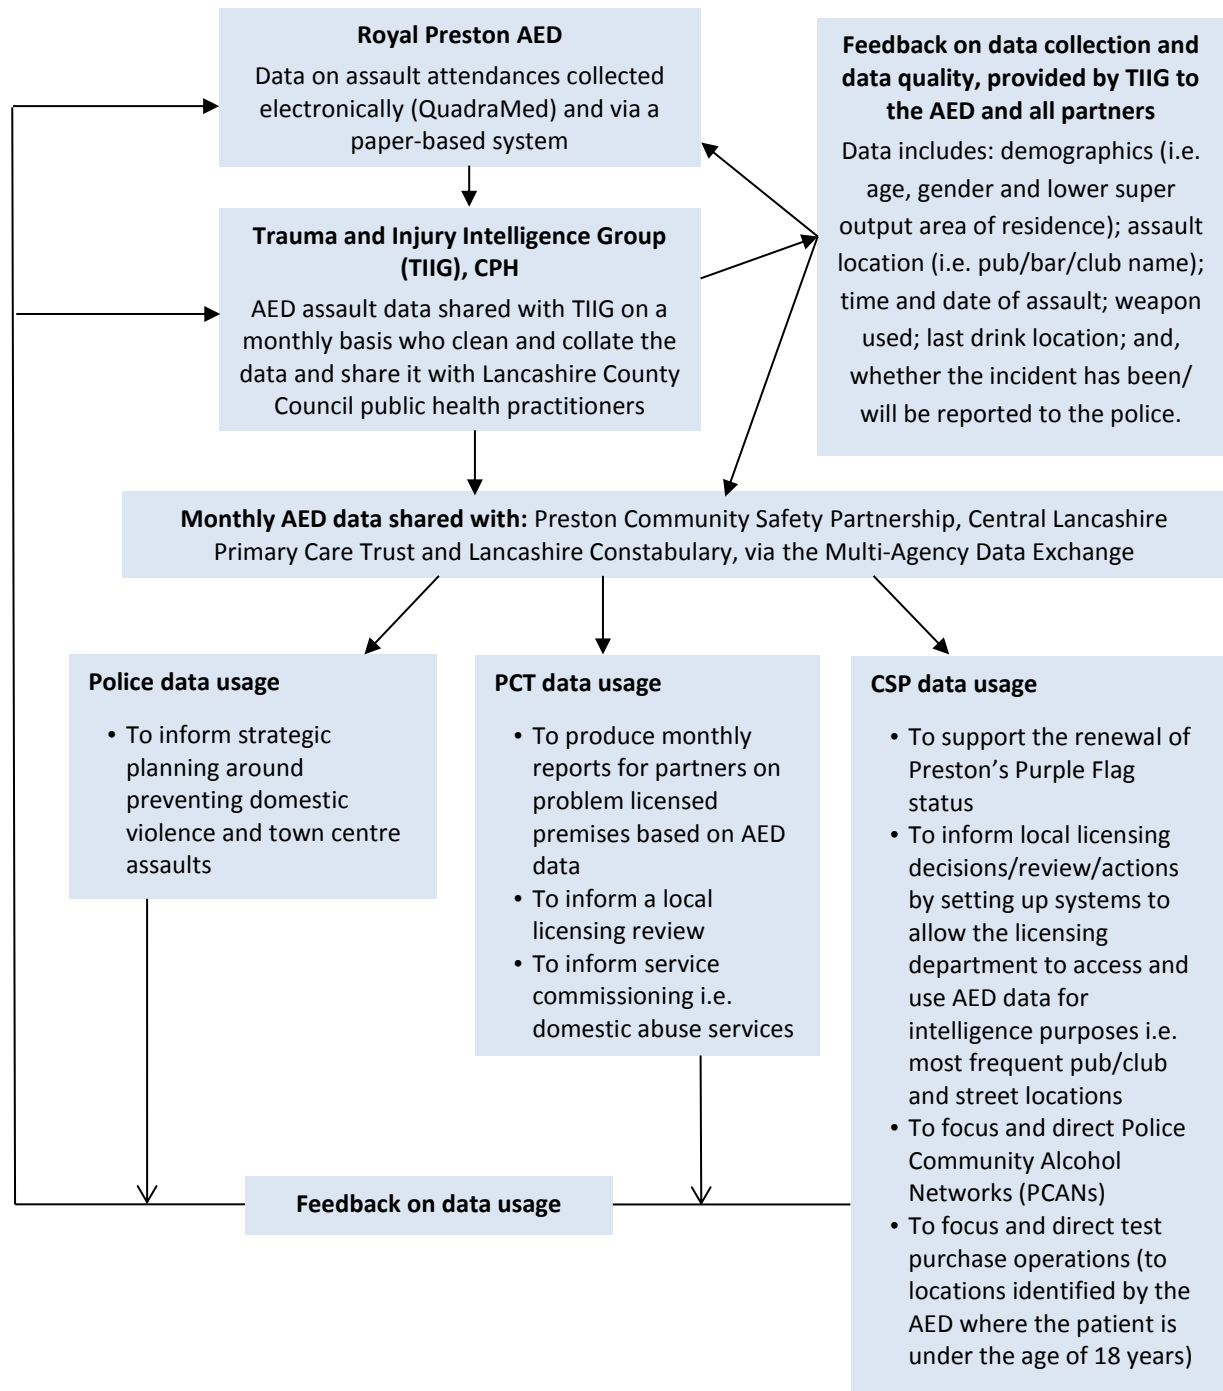 Royal Preston AED
Data on assault attendances collected
electronically (QuadraMed) and via a
paper-based system
Feedback on data collection and
data quality, provided by TIIG to
the AED and all partners
Data includes: demographics (i.e.
age, gender and lower super
output area of residence); assault
location (i.e. pub/bar/club name);
time and date of assault; weapon
used; last drink location; and,
whether the incident has been/
will be reported to the police.
Trauma and Injury Intelligence Group
(TIIG), CPH
AED assault data shared with TIIG on a
monthly basis who clean and collate the
data and share it with Lancashire County
Council public health practitioners
Monthly AED data shared with: Preston Community Safety Partnership, Central Lancashire
Primary Care Trust and Lancashire Constabulary, via the Multi-Agency Data Exchange
Police data usage
• To inform strategic
planning around
preventing domestic
violence and town centre
assaults
PCT data usage
• To produce monthly
reports for partners on
problem licensed
premises based on AED
data
• To inform a local
licensing review
• To inform service
commissioning i.e.
domestic abuse services
CSP data usage
• To support the renewal of
Preston’s Purple Flag
status
• To inform local licensing
decisions/review/actions
by setting up systems to
allow the licensing
department to access and
use AED data for
intelligence purposes i.e.
most frequent pub/club
and street locations
• To focus and direct Police
Community Alcohol
Networks (PCANs)
• To focus and direct test
purchase operations (to
locations identified by the
AED where the patient is
under the age of 18 years)
Feedback on data usage